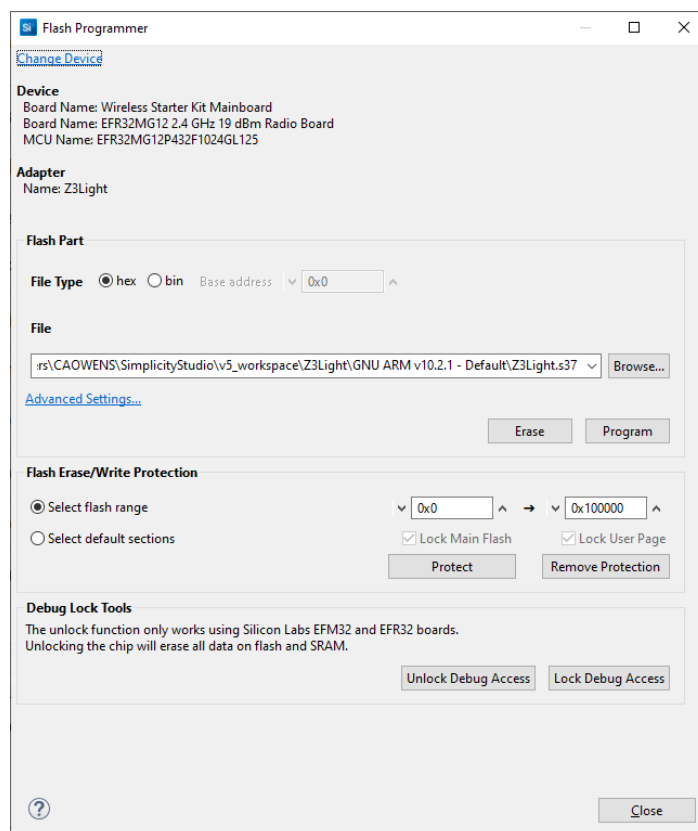 Si Flash Programmer
Change Device
Device
Board Name: Wireless Starter Kit Mainboard
Board Name: EFR32MG12 2.4 GHz 19 dBm Radio Board
MCU Name: EFR32MG12P432F1024GL125
Adapter
Name: Z3Light
Flash Part
File Type hex bin Base address 0x0
File
:rs\CAOWENS\SimplicityStudio\v5_workspace\Z3Light\GNU ARM v10.2.1 - Default\Z3Light.s37 Browse...
Advanced Settings...
Erase Program
Flash Erase/Write Protection
Select flash range 0x0 → 0x100000
Select default sections Lock Main Flash Lock User Page
Protect Remove Protection
Debug Lock Tools
The unlock function only works using Silicon Labs EFM32 and EFR32 boards.
Unlocking the chip will erase all data on flash and SRAM.
Unlock Debug Access Lock Debug Access
? Close